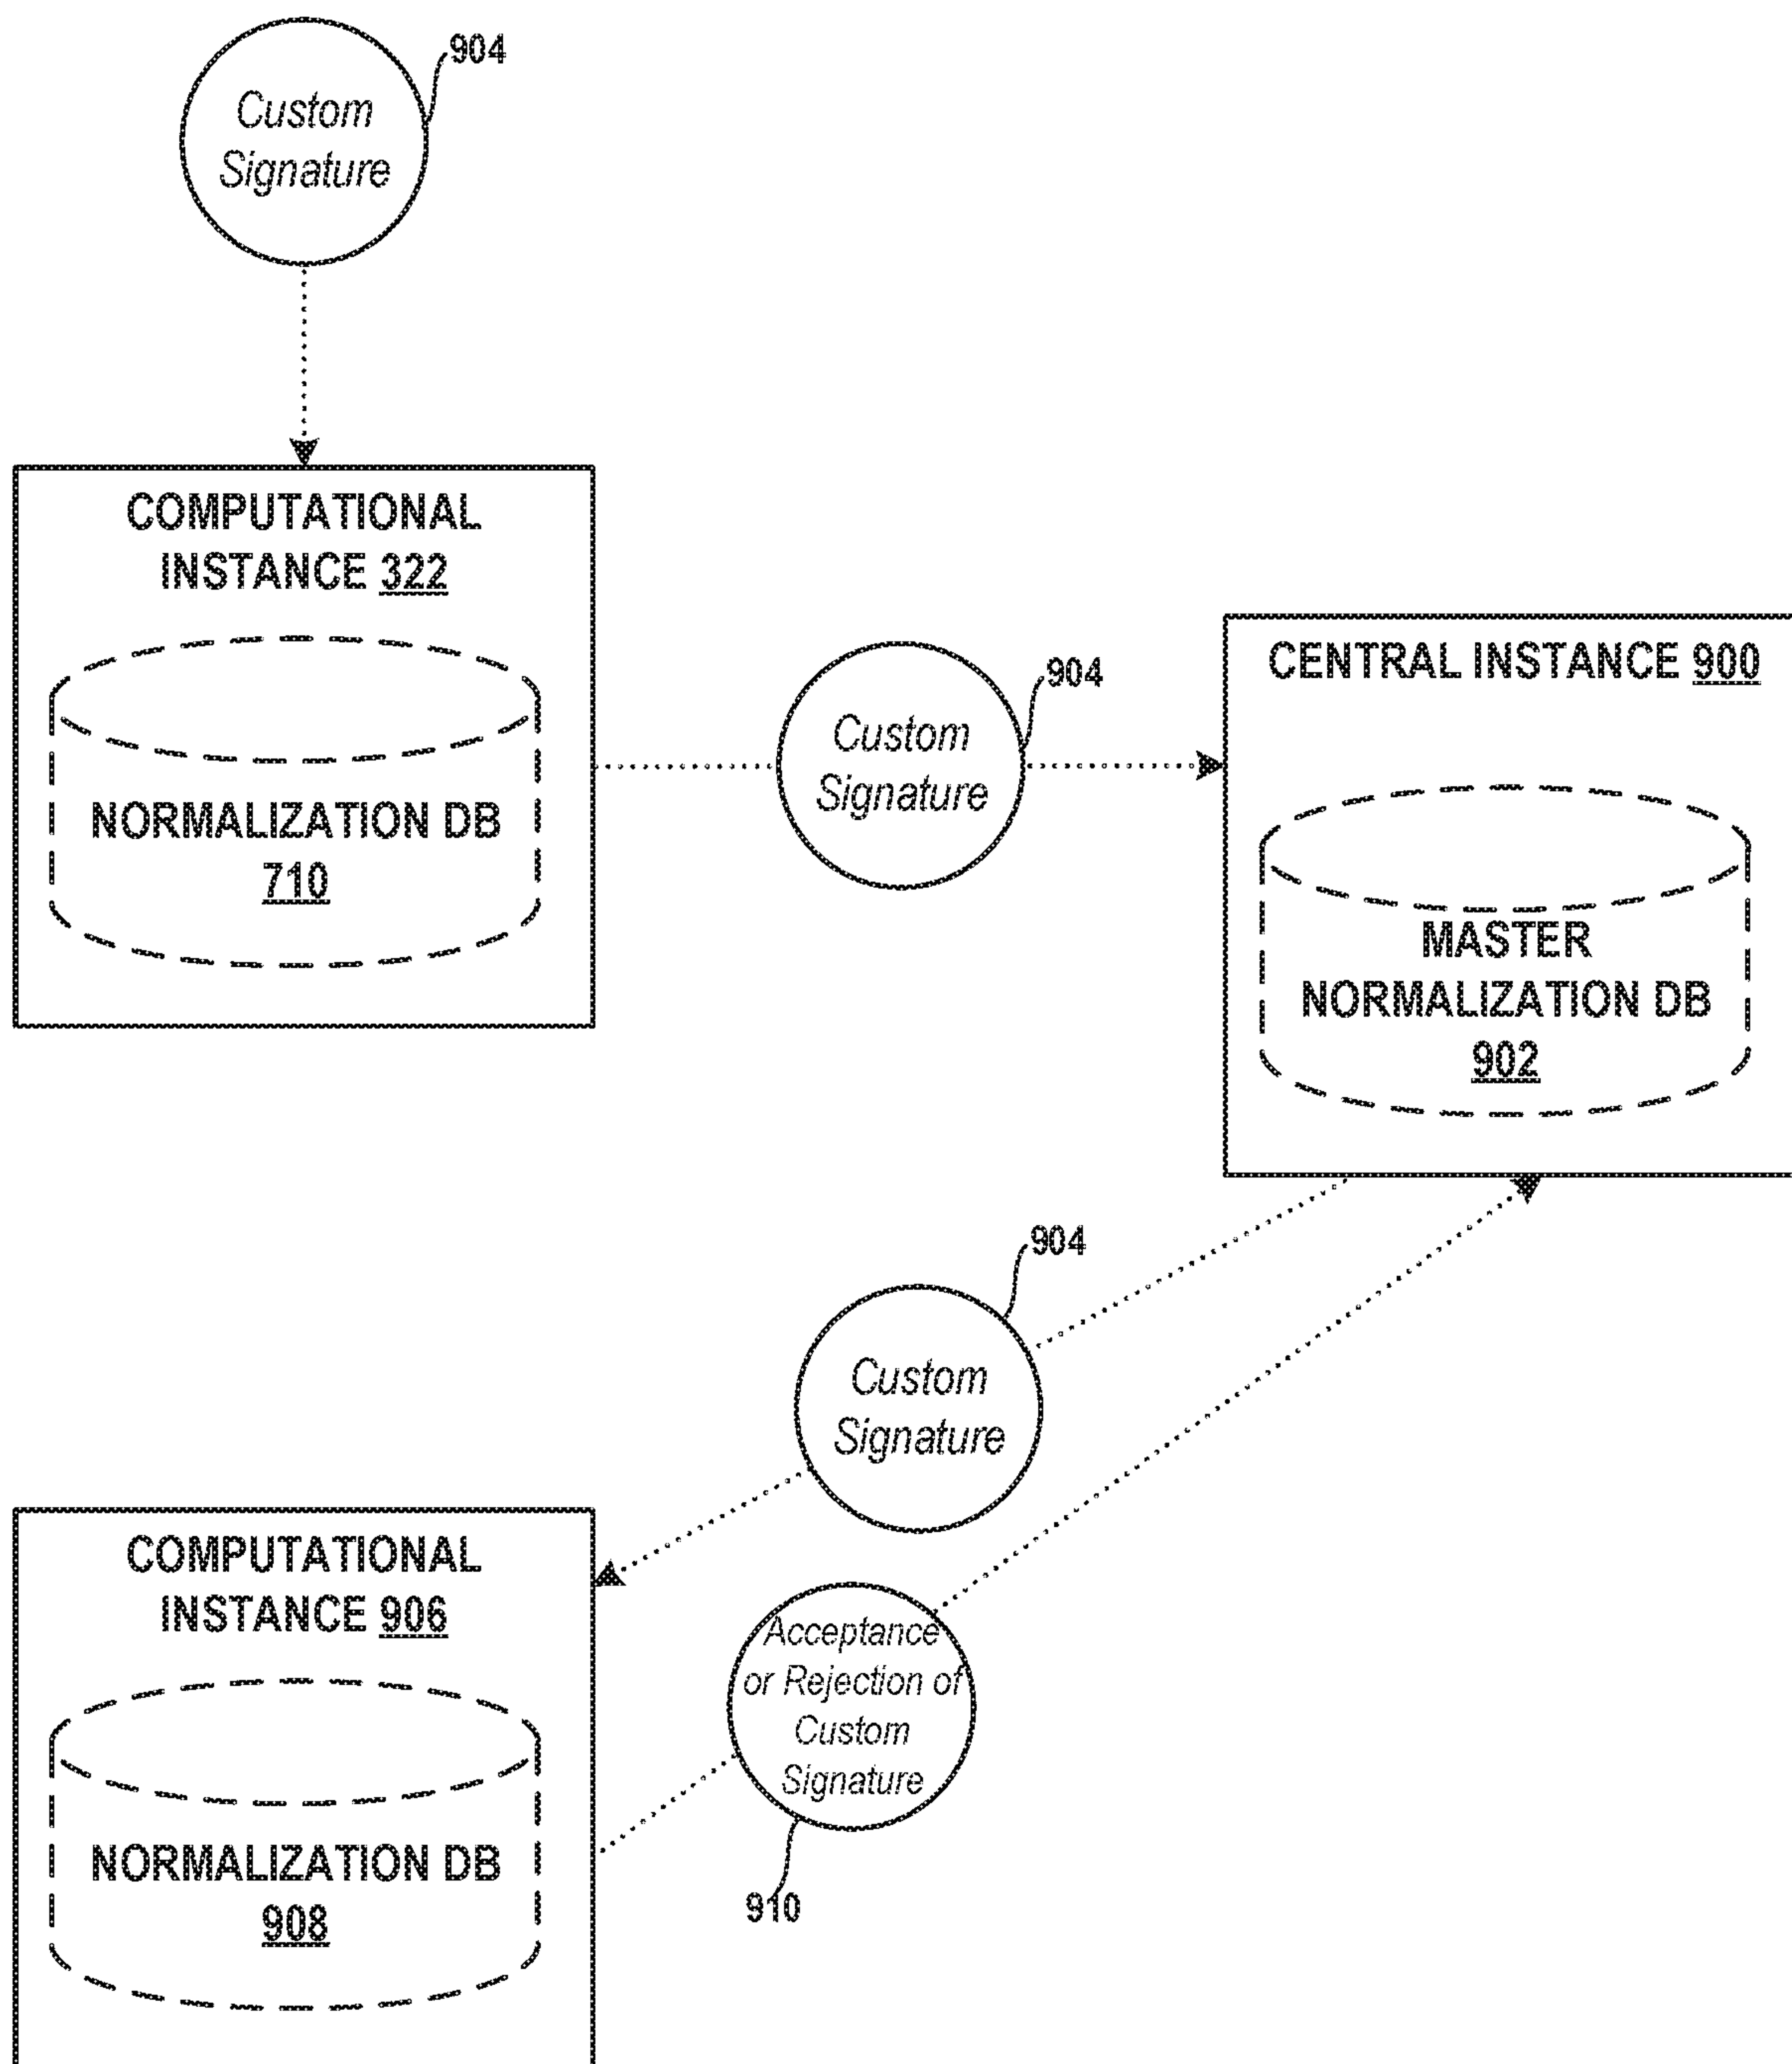 904
Custom
Signature
COMPUTATIONAL
INSTANCE 322
NORMALIZATION DB
710
904
Custom
Signature
CENTRAL INSTANCE 900
MASTER
NORMALIZATION DB
902
904
Custom
Signature
COMPUTATIONAL
INSTANCE 906
NORMALIZATION DB
908
Acceptance
or Rejection of
Custom
Signature
910